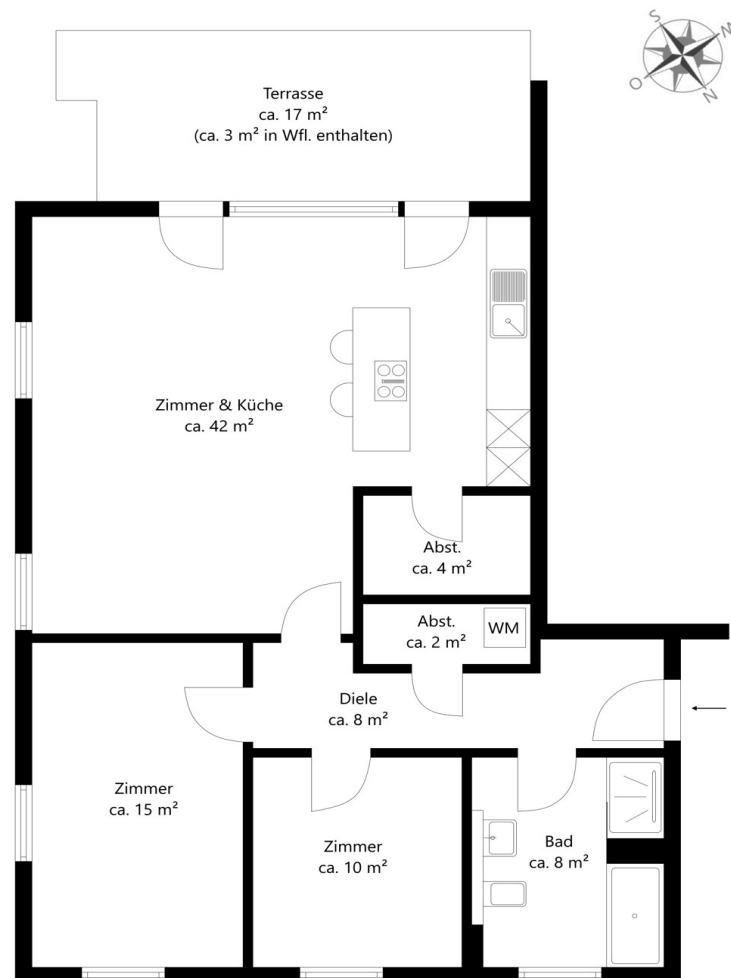 S
W
O
N
Terrasse
ca. 17 m²
(ca. 3 m² in Wfl. enthalten)
Zimmer & Küche
ca. 42 m²
Abst.
ca. 4 m²
Abst.
ca. 2 m²
WM
Diele
ca. 8 m²
Zimmer
ca. 15 m²
Zimmer
ca. 10 m²
Bad
ca. 8 m²